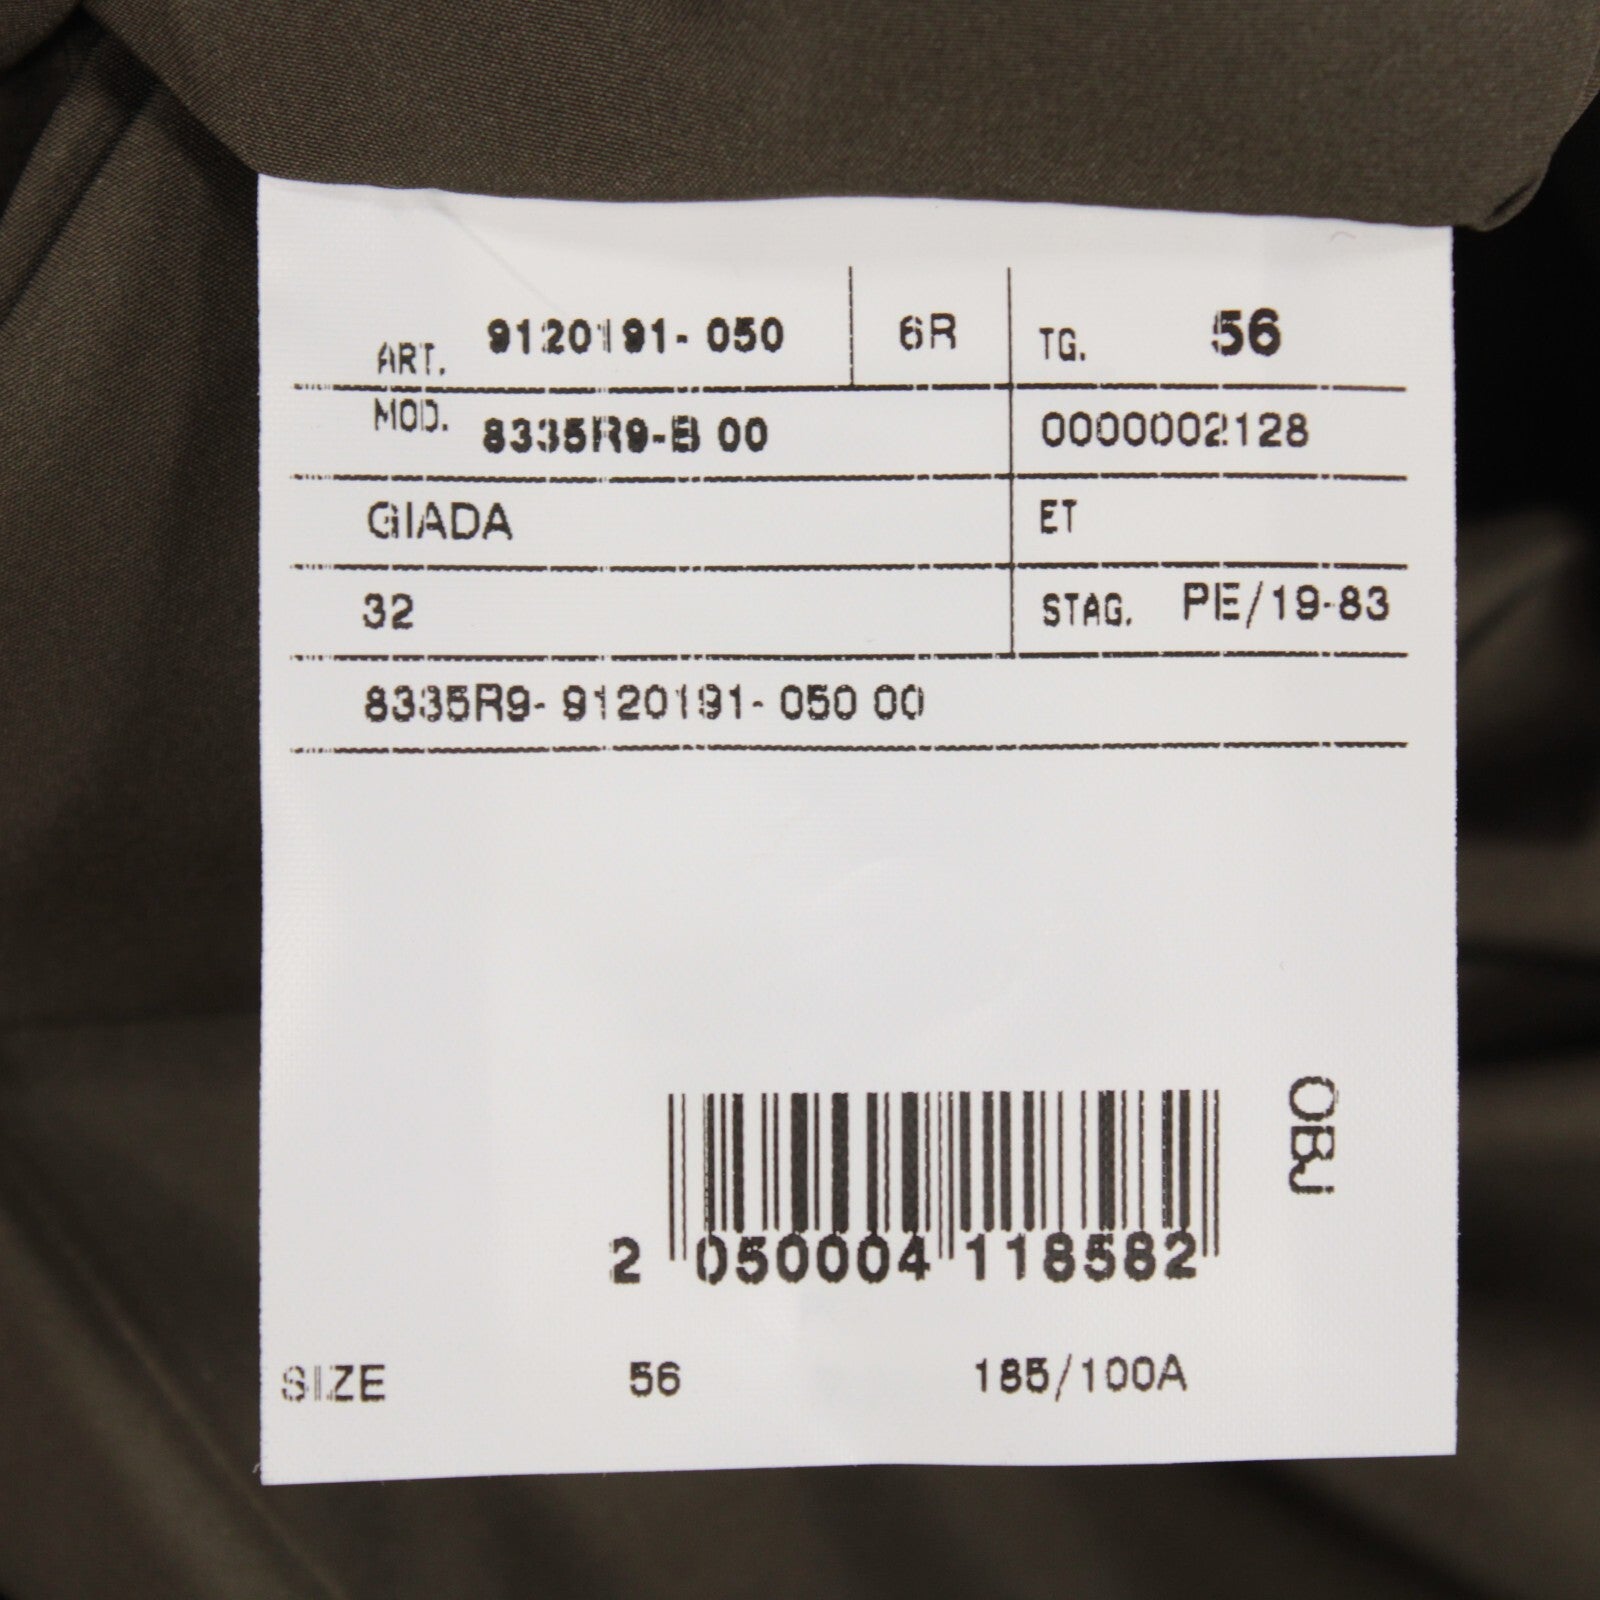 ART. 9120191-050 6R TG. 56
MOD. 8335R9-B 00 0000002128
GIADA ET
32 STAG. PE/19-83
8335R9-9120191-050 00
OBJ
2 050004 118582
SIZE 56 185/100A